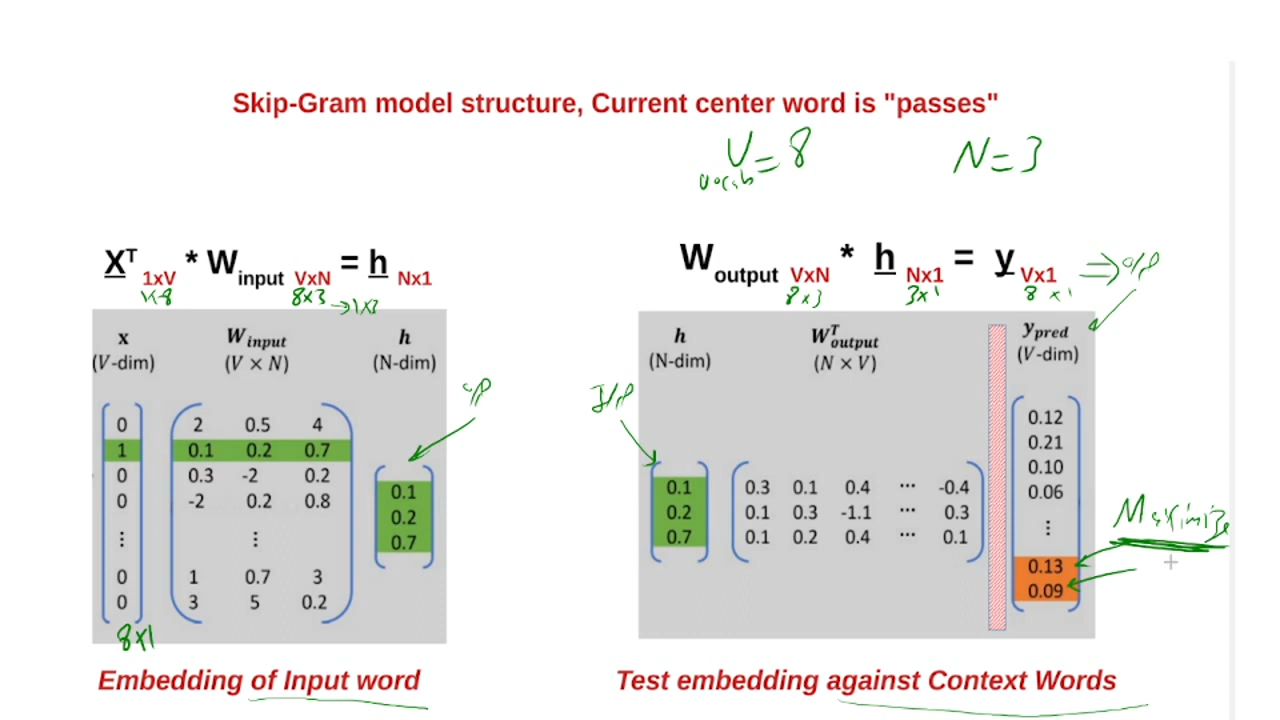 Skip-Gram model structure, Current center word is "passes"
V = 8
vocab
N = 3
X^T 1xV * W input VxN = h Nx1
1x8
8x3 → 1x3
W output VxN * h Nx1 = y Vx1 ⇒ O/P
8x3
3x1
8x1
x
(V-dim)
W_input
(V × N)
h
(N-dim)
0
1
0
0
⋮
0
0
2 0.5 4
0.1 0.2 0.7
0.3 -2 0.2
-2 0.2 0.8
⋮
1 0.7 3
3 5 0.2
0.1
0.2
0.7
O/P
8x1
Embedding of Input word
h
(N-dim)
W^T_output
(N × V)
y_pred
(V-dim)
I/P
0.1
0.2
0.7
0.3 0.1 0.4 ⋯ -0.4
0.1 0.3 -1.1 ⋯ 0.3
0.1 0.2 0.4 ⋯ 0.1
0.12
0.21
0.10
0.06
⋮
0.13
0.09
Maximize
Test embedding against Context Words